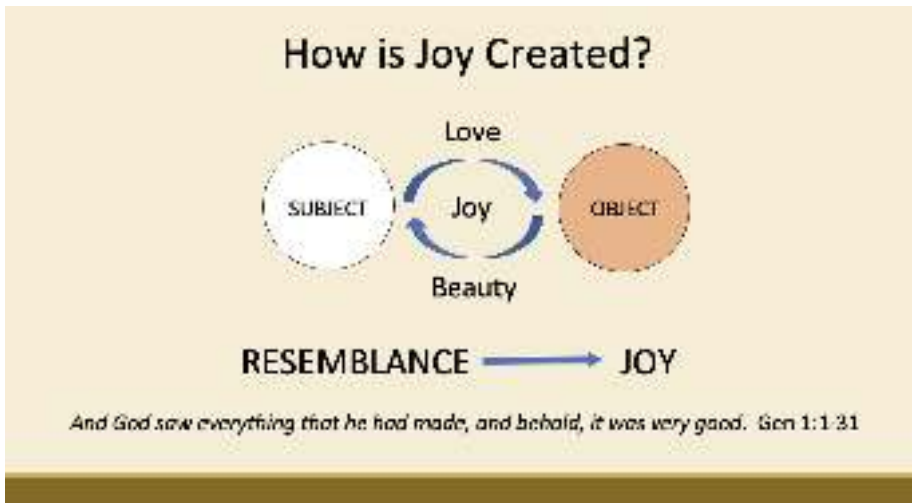 How is Joy Created?
Love
SUBJECT
Joy
OBJECT
Beauty
RESEMBLANCE JOY
And God saw everything that he had made, and behold, it was very good. Gen 1:1-31